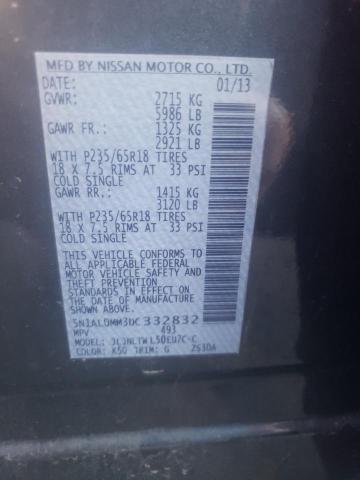 MFD BY NISSAN MOTOR CO., LTD.
DATE: 01/13
GVWR: 2715 KG
5986 LB
GAWR FR.: 1325 KG
2921 LB
WITH P235/65R18 TIRES
18 X 7.5 RIMS AT 33 PSI
COLD SINGLE
GAWR RR.: 1415 KG
3120 LB
WITH P235/65R18 TIRES
18 X 7.5 RIMS AT 33 PSI
COLD SINGLE
THIS VEHICLE CONFORMS TO
ALL APPLICABLE FEDERAL
MOTOR VEHICLE SAFETY AND
THEFT PREVENTION
STANDARDS IN EFFECT ON
THE DATE OF MANUFACTURE
SHOWN ABOVE.
5N1AL0MM3DC332832
MPV 493
MODEL:
COLOR: K50 TRIM: G